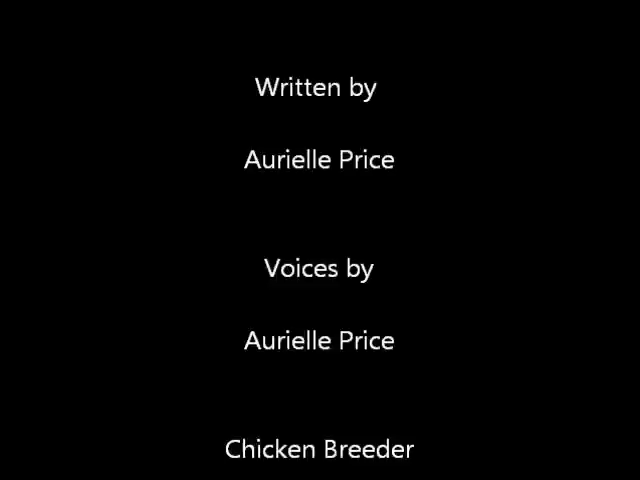 Written by
Aurielle Price
Voices by
Aurielle Price
Chicken Breeder